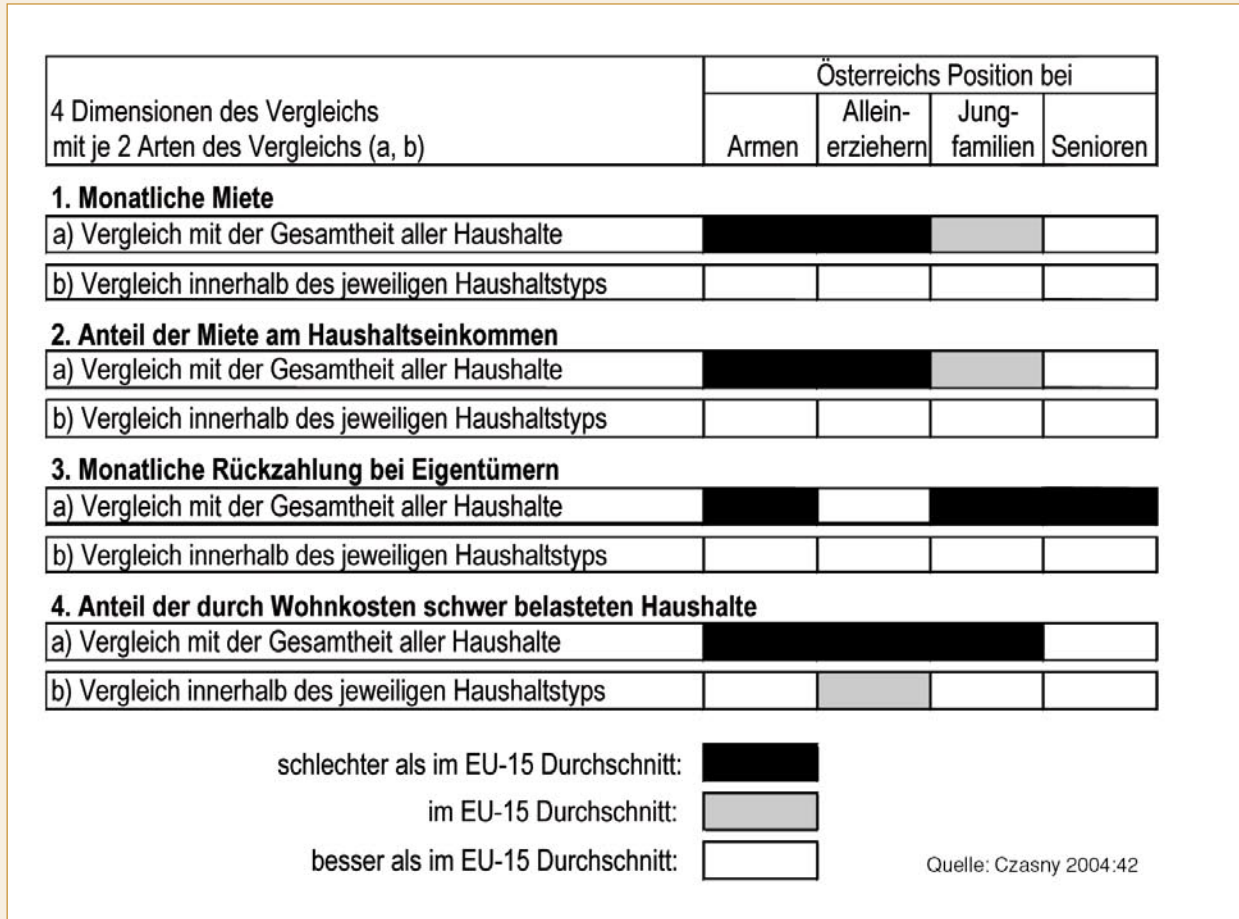 Österreichs Position bei
4 Dimensionen des Vergleichs
mit je 2 Arten des Vergleichs (a, b)
Armen
Allein-
erziehern
Jung-
familien
Senioren
1. Monatliche Miete
a) Vergleich mit der Gesamtheit aller Haushalte
b) Vergleich innerhalb des jeweiligen Haushaltstyps
2. Anteil der Miete am Haushaltseinkommen
a) Vergleich mit der Gesamtheit aller Haushalte
b) Vergleich innerhalb des jeweiligen Haushaltstyps
3. Monatliche Rückzahlung bei Eigentümern
a) Vergleich mit der Gesamtheit aller Haushalte
b) Vergleich innerhalb des jeweiligen Haushaltstyps
4. Anteil der durch Wohnkosten schwer belasteten Haushalte
a) Vergleich mit der Gesamtheit aller Haushalte
b) Vergleich innerhalb des jeweiligen Haushaltstyps
schlechter als im EU-15 Durchschnitt:
im EU-15 Durchschnitt:
besser als im EU-15 Durchschnitt:
Quelle: Czasny 2004:42